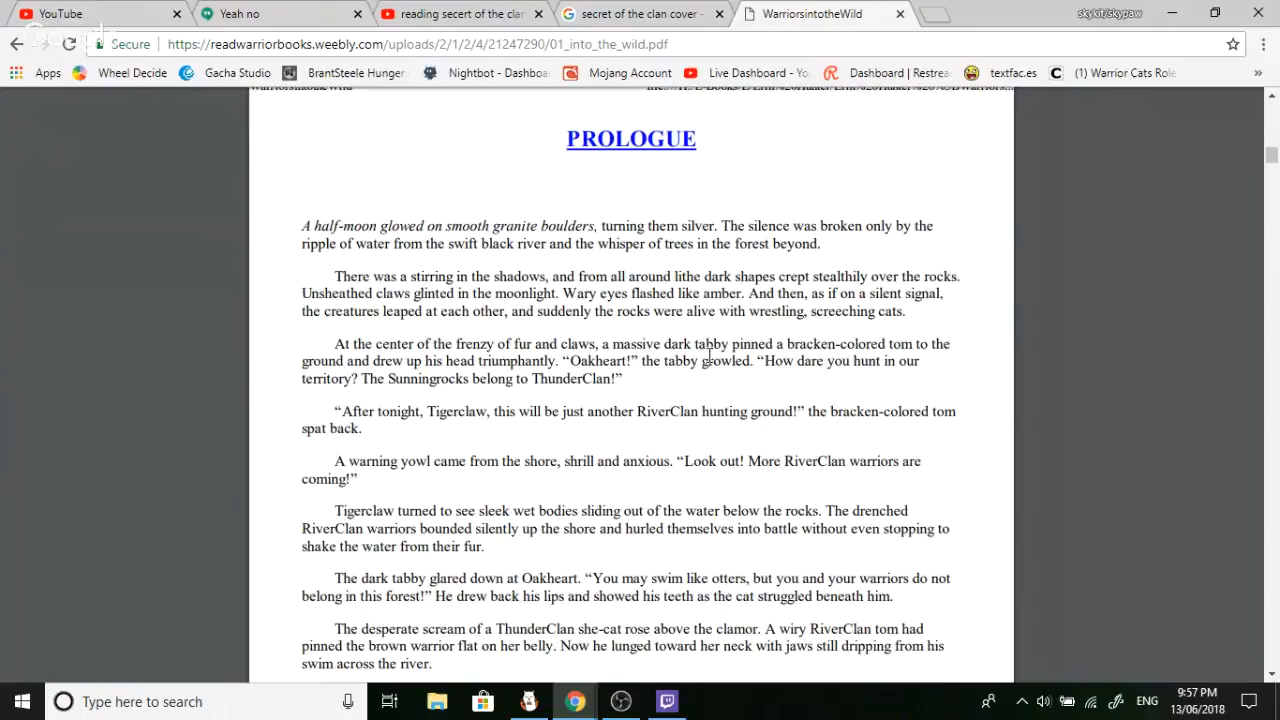 YouTube
Yeah no
reading secret of the clan
secret of the clan cover -
WarriorsintotheWild
skykit/skypaw
Secure
https://readwarriorbooks.weebly.com/uploads/2/1/2/4/21247290/01_into_the_wild.pdf
Apps
Wheel Decide
Gacha Studio
BrantSteele Hunger
Nightbot - Dashboa
Mojang Account
Live Dashboard - Yo
Dashboard | Restrea
textfac.es
(1) Warrior Cats Role
»
WarriorsintotheWild
PROLOGUE
A half-moon glowed on smooth granite boulders, turning them silver. The silence was broken only by the
ripple of water from the swift black river and the whisper of trees in the forest beyond.
There was a stirring in the shadows, and from all around lithe dark shapes crept stealthily over the rocks.
Unsheathed claws glinted in the moonlight. Wary eyes flashed like amber. And then, as if on a silent signal,
the creatures leaped at each other, and suddenly the rocks were alive with wrestling, screeching cats.
At the center of the frenzy of fur and claws, a massive dark tabby pinned a bracken-colored tom to the
ground and drew up his head triumphantly. “Oakheart!” the tabby growled. “How dare you hunt in our
territory? The Sunningrocks belong to ThunderClan!”
“After tonight, Tigerclaw, this will be just another RiverClan hunting ground!” the bracken-colored tom
spat back.
A warning yowl came from the shore, shrill and anxious. “Look out! More RiverClan warriors are
coming!”
Tigerclaw turned to see sleek wet bodies sliding out of the water below the rocks. The drenched
RiverClan warriors bounded silently up the shore and hurled themselves into battle without even stopping to
shake the water from their fur.
The dark tabby glared down at Oakheart. “You may swim like otters, but you and your warriors do not
belong in this forest!” He drew back his lips and showed his teeth as the cat struggled beneath him.
The desperate scream of a ThunderClan she-cat rose above the clamor. A wiry RiverClan tom had
pinned the brown warrior flat on her belly. Now he lunged toward her neck with jaws still dripping from his
swim across the river.
Type here to search
ENG
9:57 PM
13/06/2018